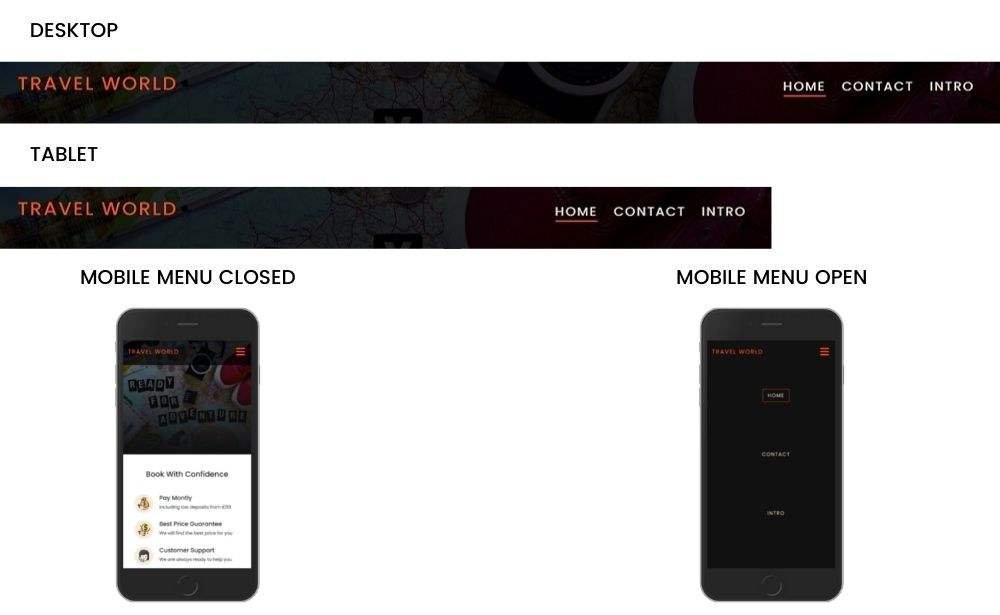 DESKTOP
TRAVEL WORLD
HOME CONTACT INTRO
TABLET
TRAVEL WORLD
HOME CONTACT INTRO
MOBILE MENU CLOSED
MOBILE MENU OPEN
TRAVEL WORLD
READY
FOR
ADVENTURE
Book With Confidence
Pay Montly
Including low deposits from €59
Best Price Guarantee
We will find the best price for you
Customer Support
We are always ready to help you
TRAVEL WORLD
HOME
CONTACT
INTRO